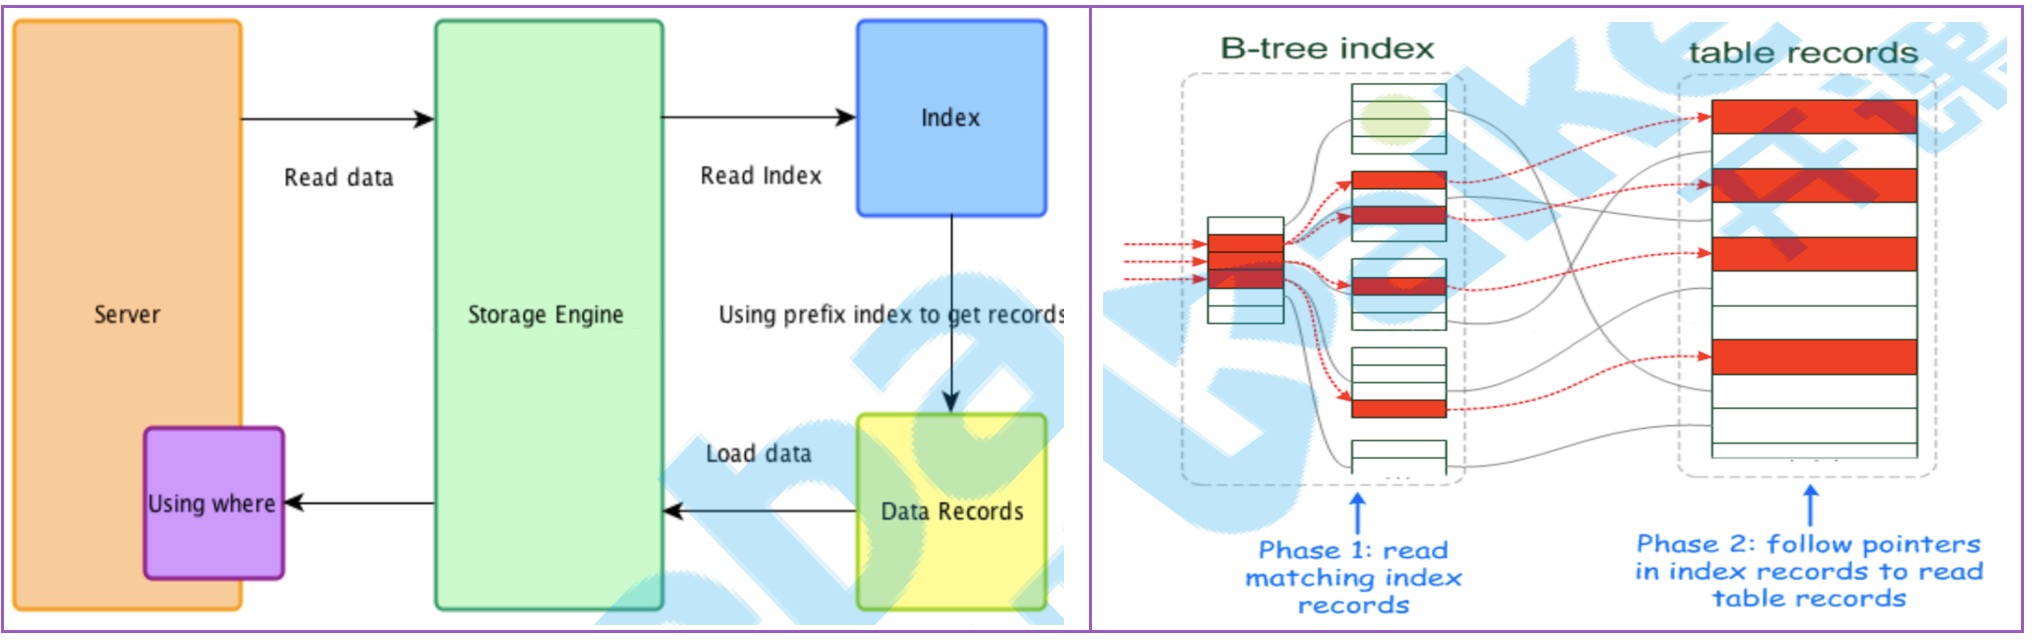 Server
Read data
Storage Engine
Read Index
Index
Using prefix index to get records
Load data
Data Records
Using where
B-tree index
table records
Phase 1: read
matching index
records
Phase 2: follow pointers
in index records to read
table records